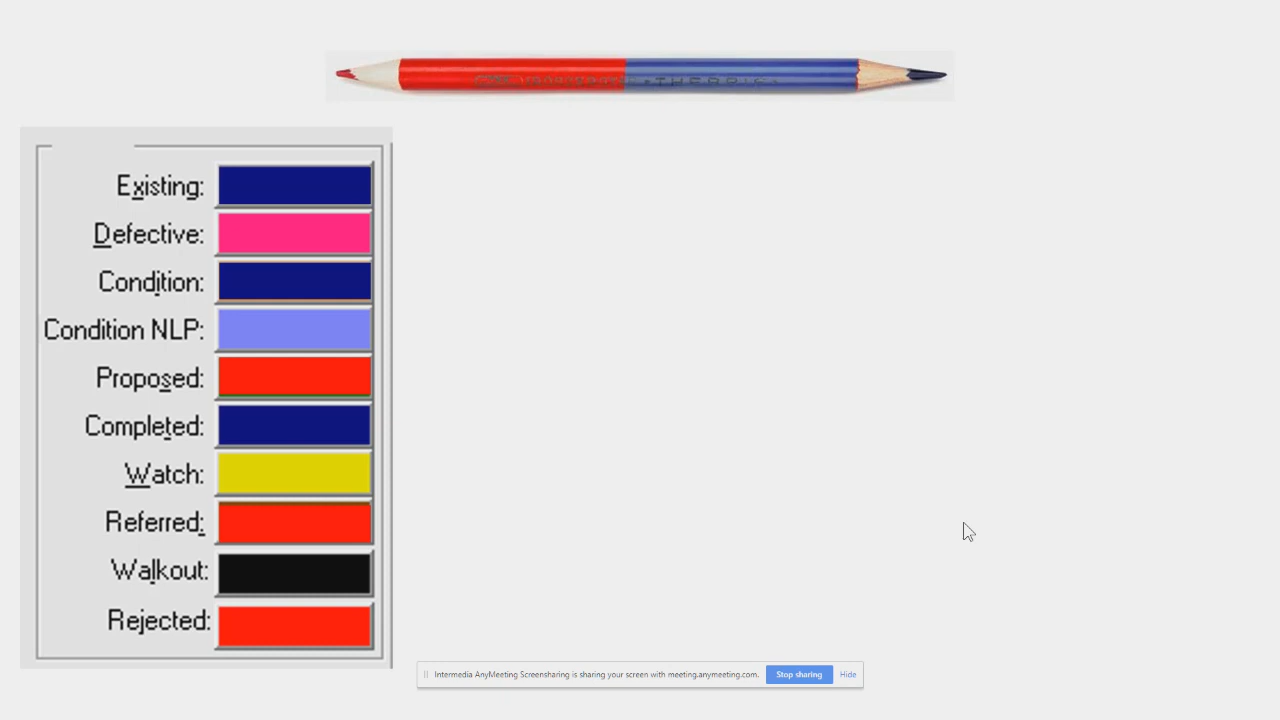 Existing:
Defective:
Condition:
Condition NLP:
Proposed:
Completed:
Watch:
Referred:
Walkout:
Rejected:
Intermedia AnyMeeting Screensharing is sharing your screen with meeting.anymeeting.com. Stop sharing Hide